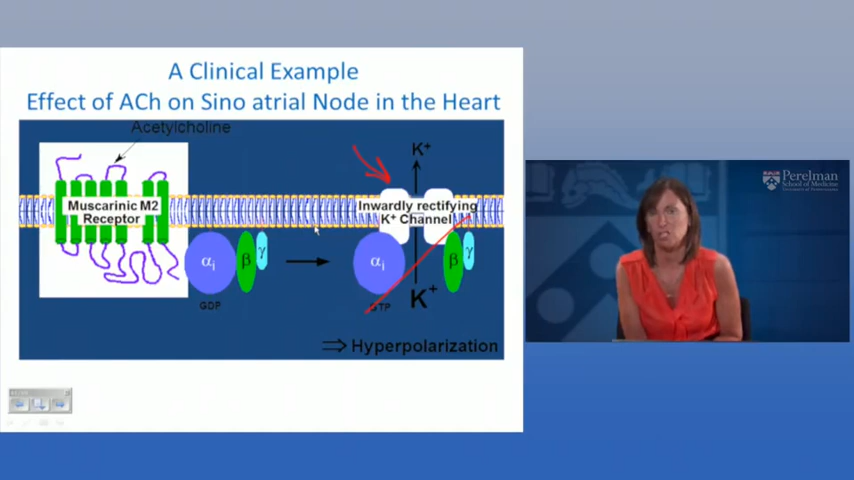 A Clinical Example
Effect of ACh on Sino atrial Node in the Heart
Acetylcholine
K+
Muscarinic M2
Receptor
Inwardly rectifying
K+ Channel
αi
β
γ
αi
β
γ
GDP
GTP
K+
⇒ Hyperpolarization
Perelman
School of Medicine